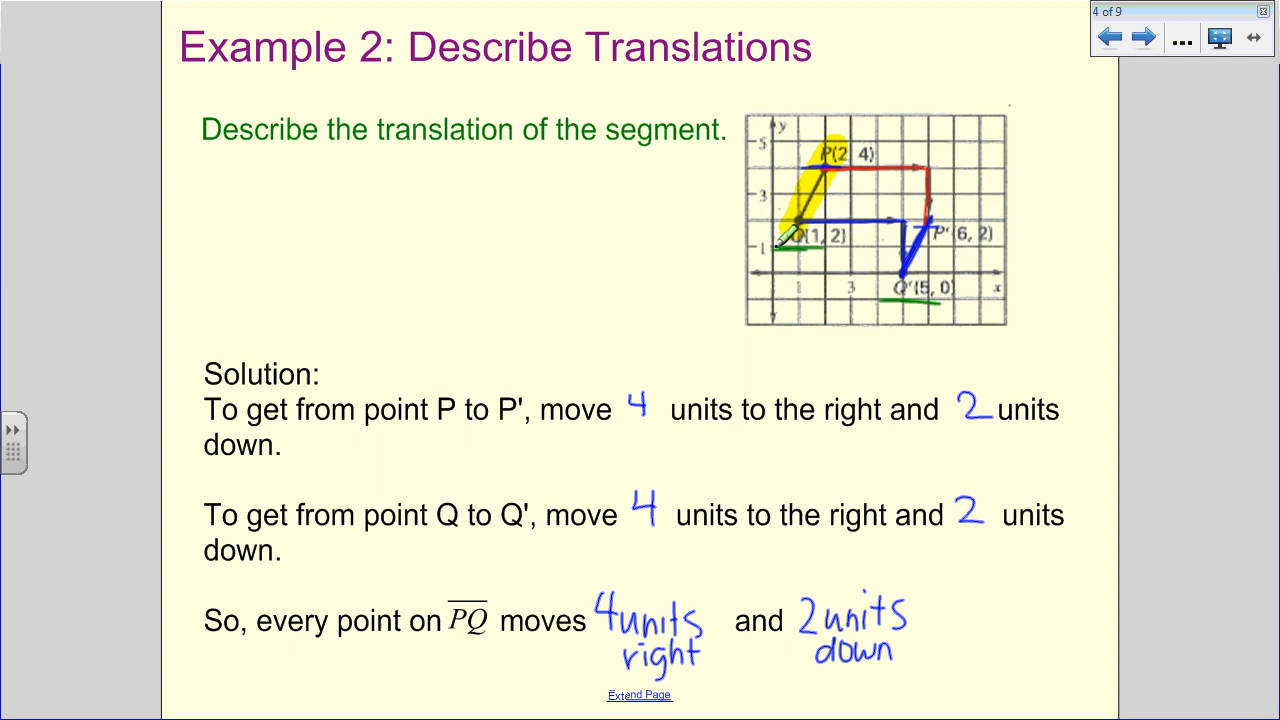 4 of 9
Example 2: Describe Translations
Describe the translation of the segment.
y
5
P(2, 4)
3
Q(1, 2)
P'(6, 2)
1
1 3 Q'(5, 0) x
Solution:
To get from point P to P', move 4 units to the right and 2 units
down.
To get from point Q to Q', move 4 units to the right and 2 units
down.
So, every point on PQ moves 4 units and 2 units
right down
Extend Page